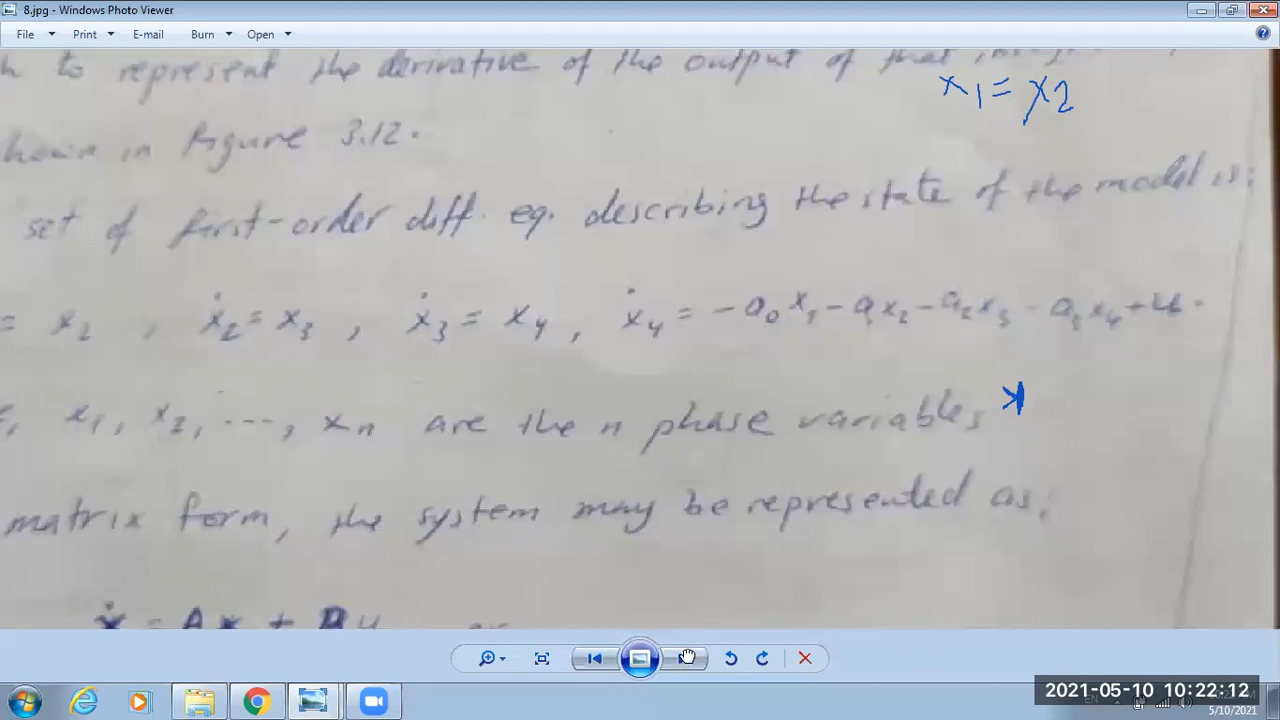 8.jpg - Windows Photo Viewer
File Print E-mail Burn Open
to represent the derivative of the output of that
x₁ = x₂
in Figure 3.12.
set of first-order diff. eq. describing the state of the model is:
= x₂ , ẋ₂ = x₃ , ẋ₃ = x₄ , ẋ₄ = -a₀x₁ - a₁x₂ - a₂x₃ - a₃x₄ + u.
x₁, x₂, ..., xₙ are the n phase variables *
matrix form, the system may be represented as:
ẋ = Ax + Bu
2021-05-10 10:22:12
5/10/2021